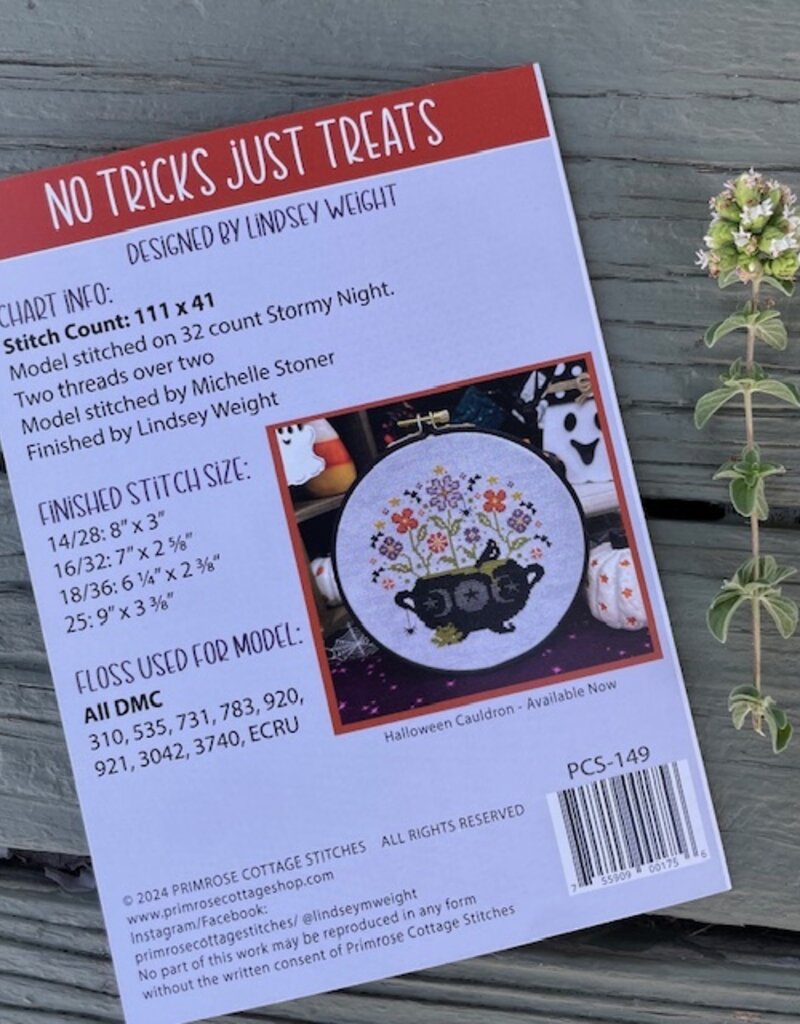 NO TRiCKS JUST TREATS
DESiGNED BY LiNDSEY WEiGHT
CHART iNFO:
Stitch Count: 111 x 41
Model stitched on 32 count Stormy Night.
Two threads over two
Model stitched by Michelle Stoner
Finished by Lindsey Weight
FiNiSHED STiTCH SiZE:
14/28: 8” x 3”
16/32: 7” x 2 ⅝”
18/36: 6 ¼” x 2 ⅜”
25: 9” x 3 ⅜”
FLOSS USED FOR MODEL:
All DMC
310, 535, 731, 783, 920,
921, 3042, 3740, ECRU
Halloween Cauldron - Available Now
PCS-149
7 55909 00175 6
© 2024 PRIMROSE COTTAGE STITCHES ALL RIGHTS RESERVED
www.primrosecottageshop.com
Instagram/Facebook:
primrosecottagestitches/ @lindseymweight
No part of this work may be reproduced in any form
without the written consent of Primrose Cottage Stitches